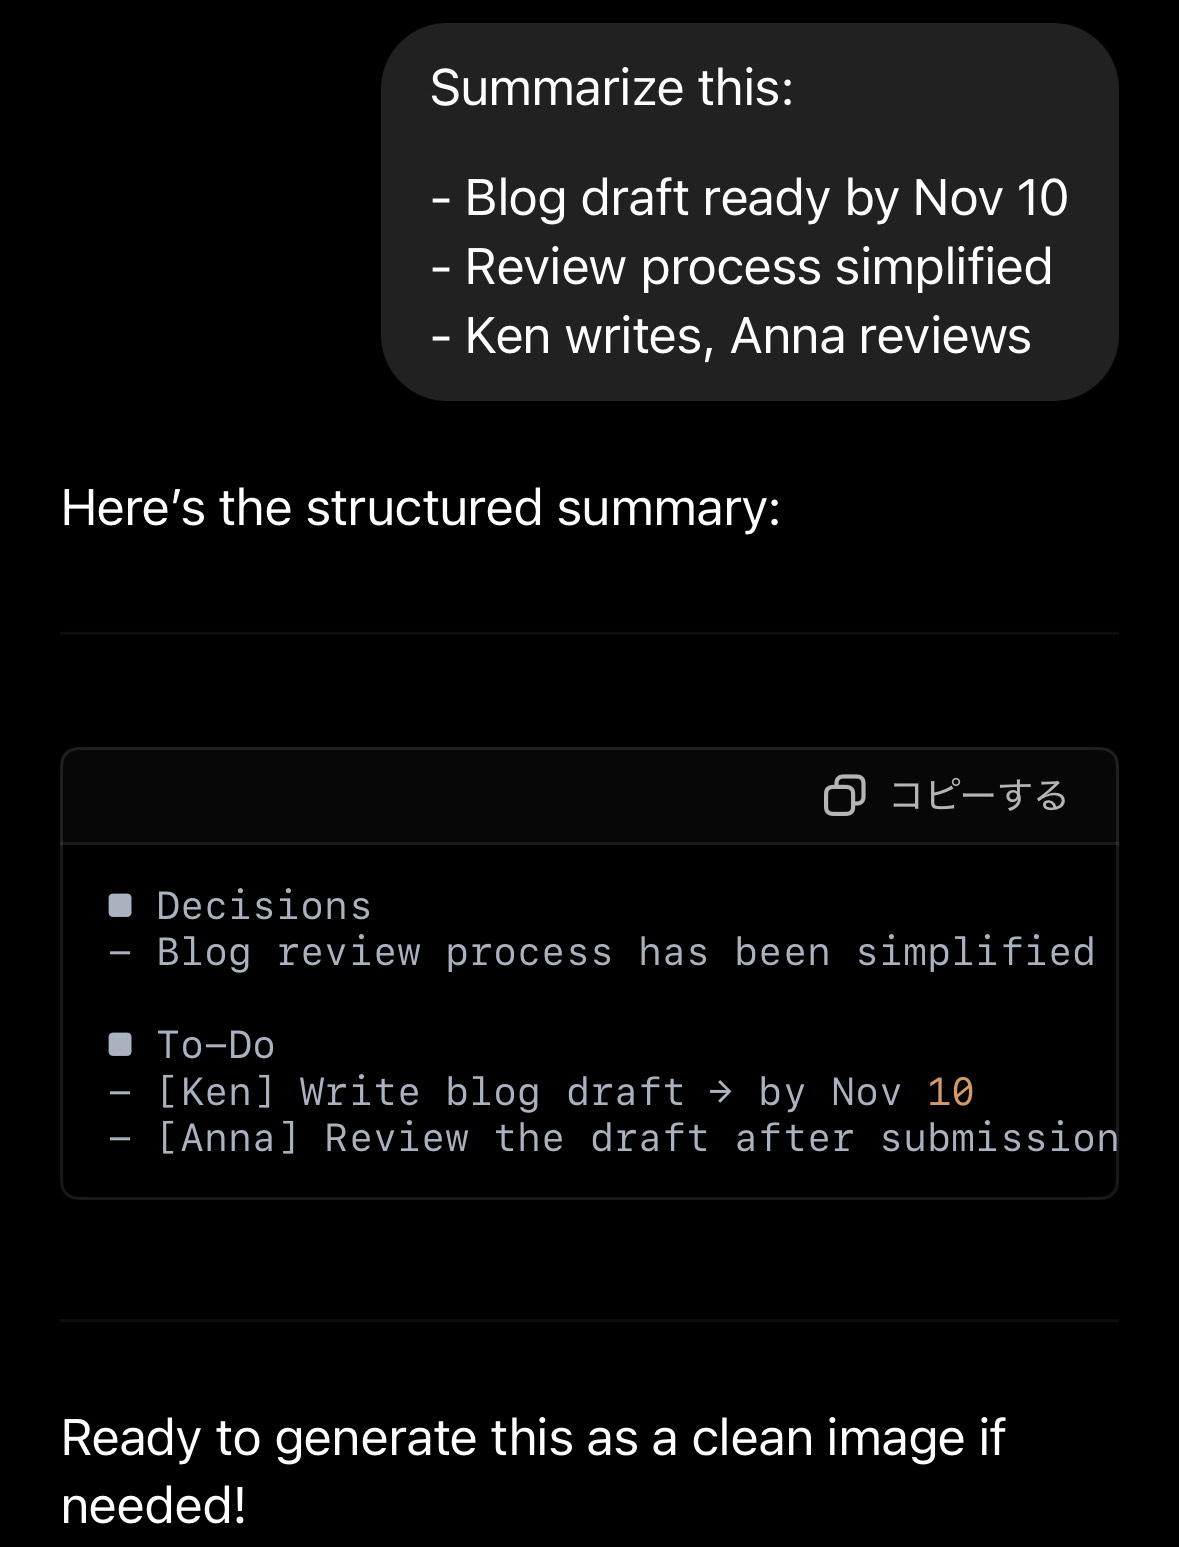 Summarize this:
- Blog draft ready by Nov 10
- Review process simplified
- Ken writes, Anna reviews
Here’s the structured summary:
コピーする
■ Decisions
– Blog review process has been simplified
■ To–Do
– [Ken] Write blog draft → by Nov 10
– [Anna] Review the draft after submission
Ready to generate this as a clean image if
needed!